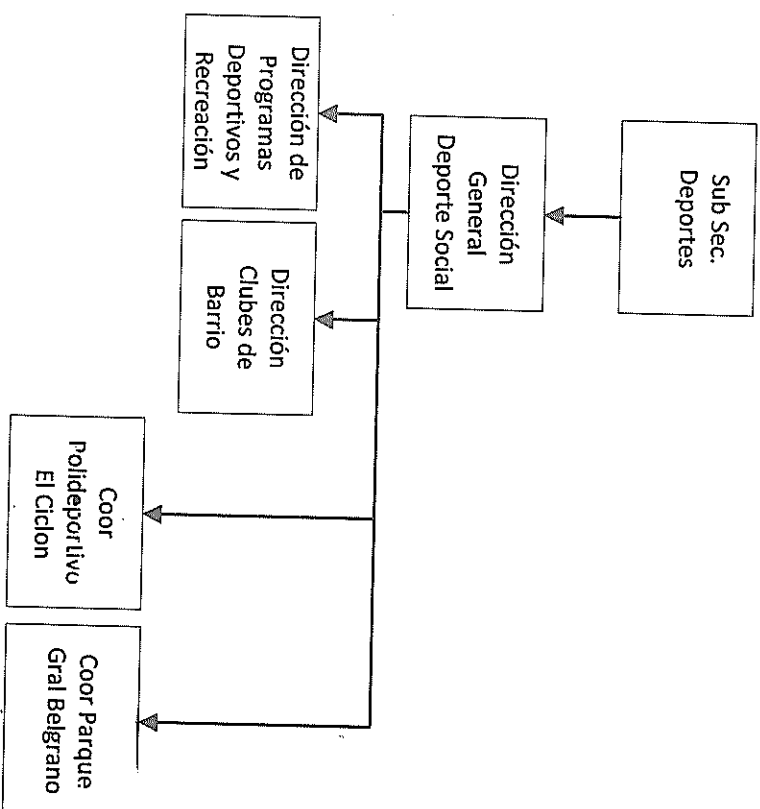 Sub Sec.
Deportes
Dirección
General
Deporte Social
Dirección de
Programas
Deportivos y
Recreación
Dirección
Clubes de
Barrio
Coor
Polideportivo
El Ciclon
Coor Parque
Gral Belgrano